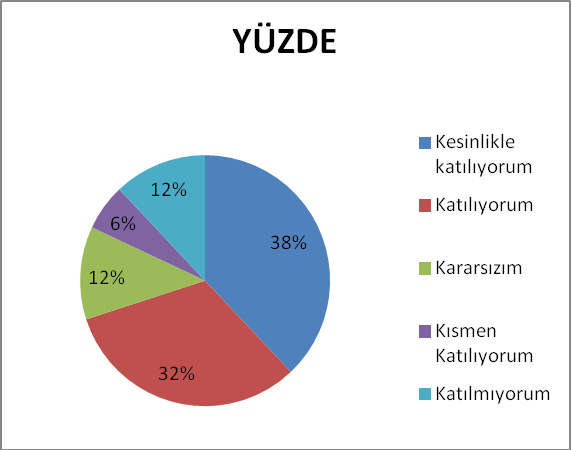 YÜZDE
12%
6%
38%
12%
32%
Kesinlikle
katılıyorum
Katılıyorum
Kararsızım
Kısmen
Katılıyorum
Katılmıyorum